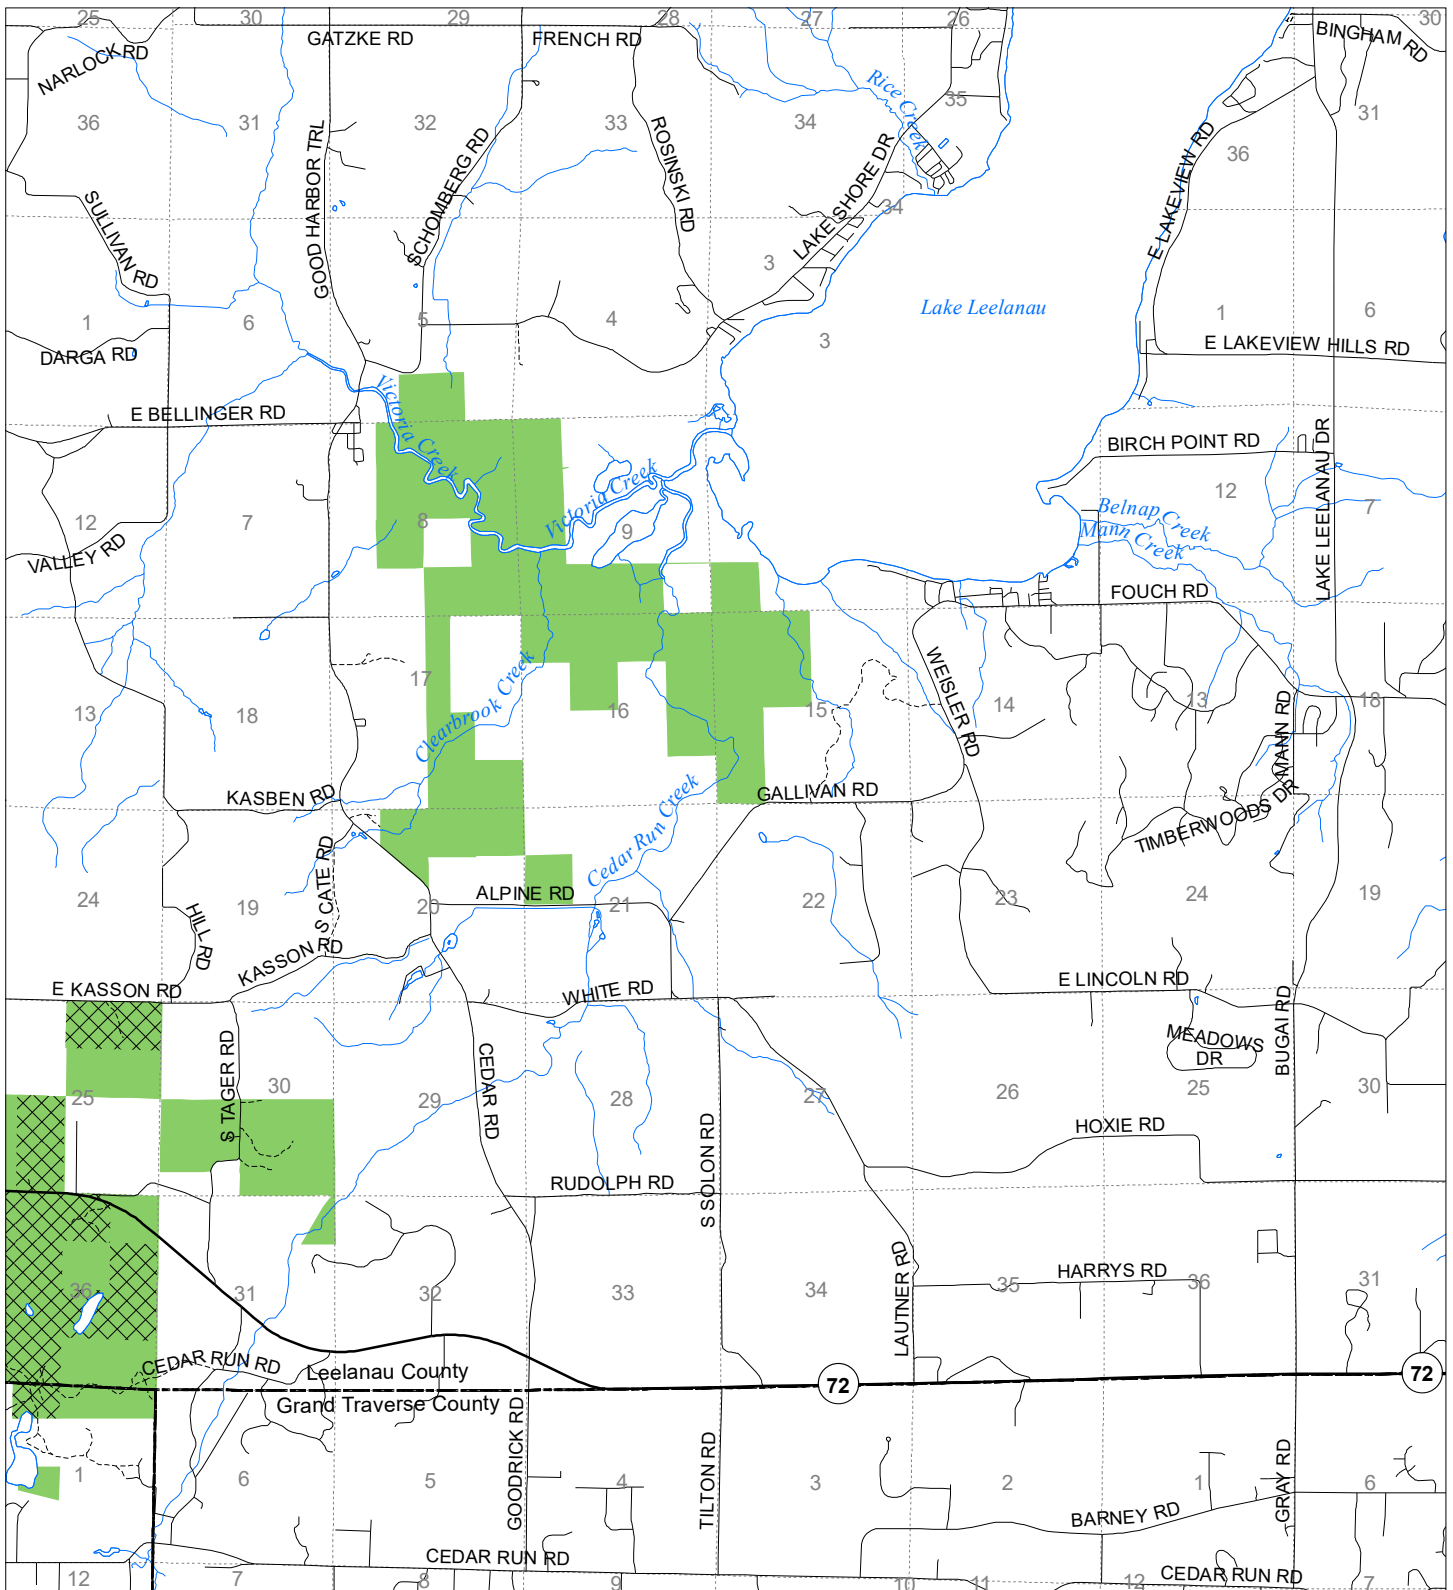 25
30
29
28
27
26
30
NARLOCK RD
GATZKE RD
FRENCH RD
BINGHAM RD
36
31
32
33
34
35
31
36
Rice Creek
GOOD HARBOR TRL
SCHOMBERG RD
ROSINSKI RD
LAKE SHORE DR
E LAKEVIEW RD
SULLIVAN RD
34
3
1
6
5
4
3
Lake Leelanau
1
6
DARGA RD
E LAKEVIEW HILLS RD
E BELLINGER RD
Victoria Creek
BIRCH POINT RD
LAKE LEELANAU DR
12
7
8
Victoria Creek
9
12
7
Belnap Creek
Mann Creek
VALLEY RD
FOUCH RD
17
Clearbrook Creek
WEISLER RD
13
18
16
15
14
13
18
MANN RD
KASBEN RD
Cedar Run Creek
GALLIVAN RD
TIMBERWOODS DR
S CATE RD
24
19
20
ALPINE RD
21
22
23
24
19
HILL RD
KASSON RD
E KASSON RD
WHITE RD
E LINCOLN RD
BUGAI RD
MEADOWS
DR
S TAGER RD
CEDAR RD
25
30
29
28
27
26
25
30
S SOLON RD
HOXIE RD
RUDOLPH RD
36
31
32
33
34
LAUTNER RD
35
HARRYS RD
36
31
CEDAR RUN RD
Leelanau County
72
72
Grand Traverse County
GOODRICK RD
TILTON RD
GRAY RD
1
6
5
4
3
2
1
6
BARNEY RD
CEDAR RUN RD
CEDAR RUN RD
12
7
8
9
10
11
12
7